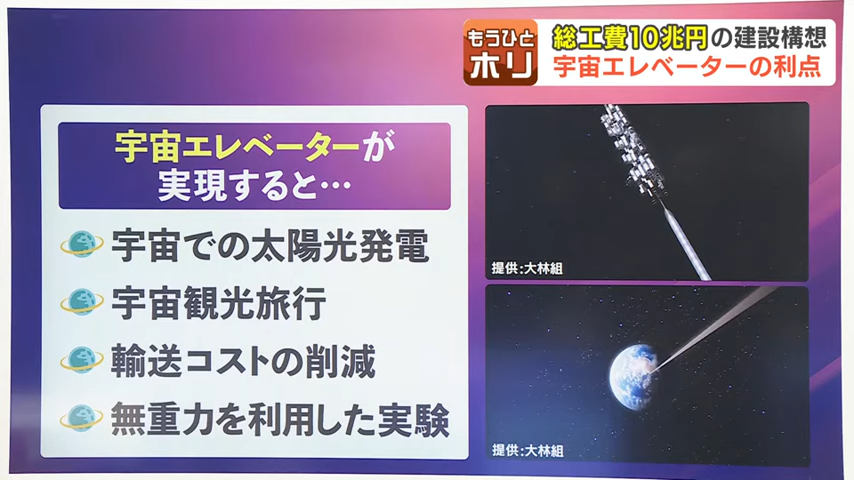 もうひと
ホリ
総工費10兆円の建設構想
宇宙エレベーターの利点
宇宙エレベーターが
実現すると…
宇宙での太陽光発電
宇宙観光旅行
輸送コストの削減
無重力を利用した実験
提供:大林組
提供:大林組